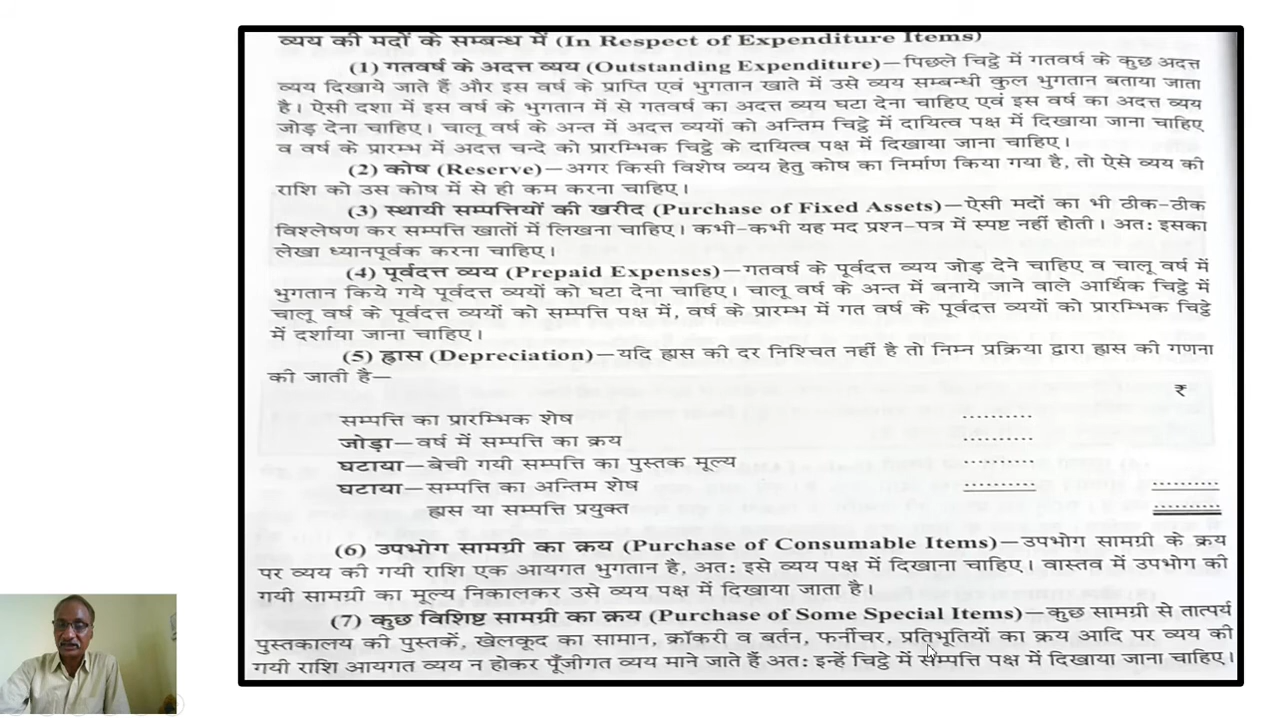 व्यय की मदों के सम्बन्ध में (In Respect of Expenditure Items)
(1) गतवर्ष के अदत्त व्यय (Outstanding Expenditure)—पिछले चिट्ठे में गतवर्ष के कुछ अदत्त
व्यय दिखाये जाते हैं और इस वर्ष के प्राप्ति एवं भुगतान खाते में उसे व्यय सम्बन्धी कुल भुगतान बताया जाता
है। ऐसी दशा में इस वर्ष के भुगतान में से गतवर्ष का अदत्त व्यय घटा देना चाहिए एवं इस वर्ष का अदत्त व्यय
जोड़ देना चाहिए। चालू वर्ष के अन्त में अदत्त व्ययों को अन्तिम चिट्ठे में दायित्व पक्ष में दिखाया जाना चाहिए
व वर्ष के प्रारम्भ में अदत्त चन्दे को प्रारम्भिक चिट्ठे के दायित्व पक्ष में दिखाया जाना चाहिए।
(2) कोष (Reserve)—अगर किसी विशेष व्यय हेतु कोष का निर्माण किया गया है, तो ऐसे व्यय की
राशि को उस कोष में से ही कम करना चाहिए।
(3) स्थायी सम्पत्तियों की खरीद (Purchase of Fixed Assets)—ऐसी मदों का भी ठीक-ठीक
विश्लेषण कर सम्पत्ति खातों में लिखना चाहिए। कभी-कभी यह मद प्रश्न-पत्र में स्पष्ट नहीं होती। अत: इसका
लेखा ध्यानपूर्वक करना चाहिए।
(4) पूर्वदत्त व्यय (Prepaid Expenses)—गतवर्ष के पूर्वदत्त व्यय जोड़ देने चाहिए व चालू वर्ष में
भुगतान किये गये पूर्वदत्त व्ययों को घटा देना चाहिए। चालू वर्ष के अन्त में बनाये जाने वाले आर्थिक चिट्ठे में
चालू वर्ष के पूर्वदत्त व्ययों को सम्पत्ति पक्ष में, वर्ष के प्रारम्भ में गत वर्ष के पूर्वदत्त व्ययों को प्रारम्भिक चिट्ठे
में दर्शाया जाना चाहिए।
(5) ह्रास (Depreciation)—यदि ह्रास की दर निश्चित नहीं है तो निम्न प्रक्रिया द्वारा ह्रास की गणना
की जाती है—
₹
सम्पत्ति का प्रारम्भिक शेष ..........
जोड़ा—वर्ष में सम्पत्ति का क्रय ..........
घटाया—बेची गयी सम्पत्ति का पुस्तक मूल्य ..........
घटाया—सम्पत्ति का अन्तिम शेष .......... ..........
ह्रास या सम्पत्ति प्रयुक्त ..........
(6) उपभोग सामग्री का क्रय (Purchase of Consumable Items)—उपभोग सामग्री के क्रय
पर व्यय की गयी राशि एक आयगत भुगतान है, अत: इसे व्यय पक्ष में दिखाना चाहिए। वास्तव में उपभोग की
गयी सामग्री का मूल्य निकालकर उसे व्यय पक्ष में दिखाया जाता है।
(7) कुछ विशिष्ट सामग्री का क्रय (Purchase of Some Special Items)—कुछ सामग्री से तात्पर्य
पुस्तकालय की पुस्तकें, खेलकूद का सामान, क्रॉकरी व बर्तन, फर्नीचर, प्रतिभूतियों का क्रय आदि पर व्यय की
गयी राशि आयगत व्यय न होकर पूँजीगत व्यय माने जाते हैं अत: इन्हें चिट्ठे में सम्पत्ति पक्ष में दिखाया जाना चाहिए।